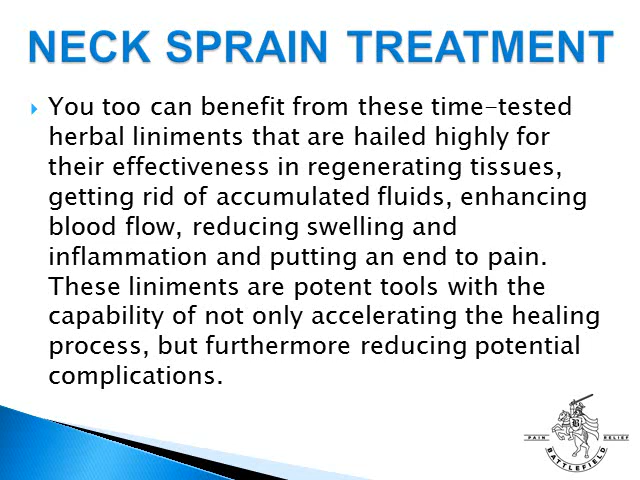 NECK SPRAIN TREATMENT
You too can benefit from these time-tested
herbal liniments that are hailed highly for
their effectiveness in regenerating tissues,
getting rid of accumulated fluids, enhancing
blood flow, reducing swelling and
inflammation and putting an end to pain.
These liniments are potent tools with the
capability of not only accelerating the healing
process, but furthermore reducing potential
complications.
PAIN RELIEF
BATTLEFIELD